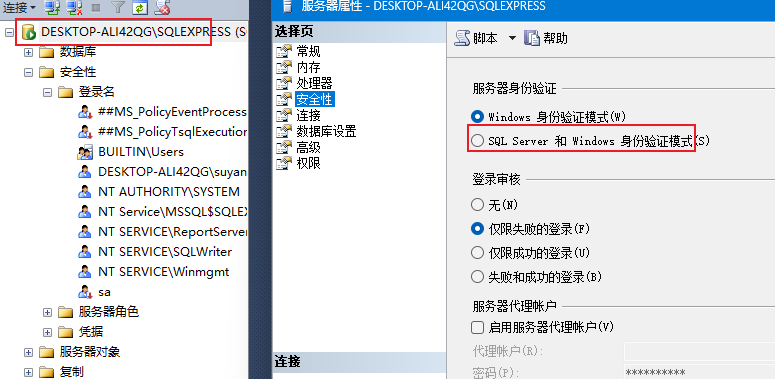 连接
DESKTOP-ALI42QG\SQLEXPRESS (S
数据库
安全性
登录名
##MS_PolicyEventProcess
##MS_PolicyTsqlExecution
BUILTIN\Users
DESKTOP-ALI42QG\suyan
NT AUTHORITY\SYSTEM
NT Service\MSSQL$SQLEX
NT SERVICE\ReportServer
NT SERVICE\SQLWriter
NT SERVICE\Winmgmt
sa
服务器角色
凭据
服务器对象
复制
服务器属性 - DESKTOP-ALI42QG\SQLEXPRESS
选择页
常规
内存
处理器
安全性
连接
数据库设置
高级
权限
连接
脚本
帮助
服务器身份验证
Windows 身份验证模式(W)
SQL Server 和 Windows 身份验证模式(S)
登录审核
无(N)
仅限失败的登录(F)
仅限成功的登录(U)
失败和成功的登录(B)
服务器代理帐户
启用服务器代理帐户(V)
代理帐户(R):
密码(P):
**********